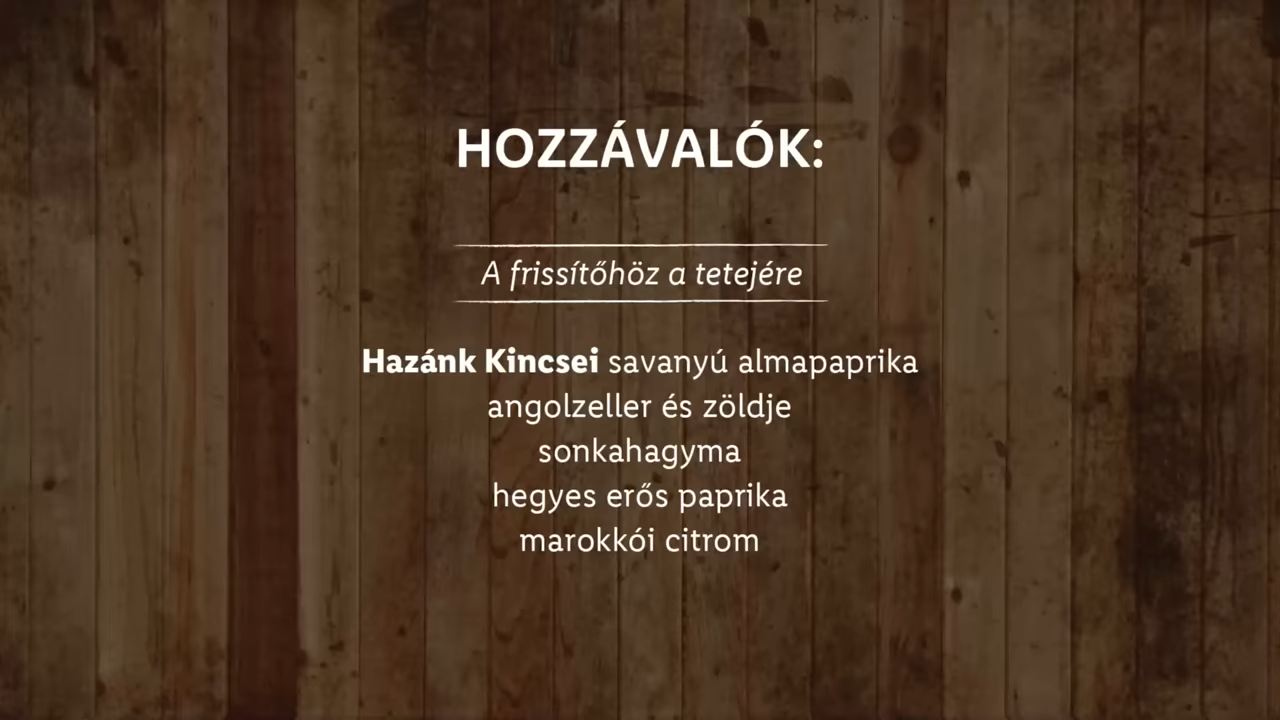 HOZZÁVALÓK:
A frissítőhöz a tetejére
Hazánk Kincsei savanyú almapaprika
angolzeller és zöldje
sonkahagyma
hegyes erős paprika
marokkói citrom